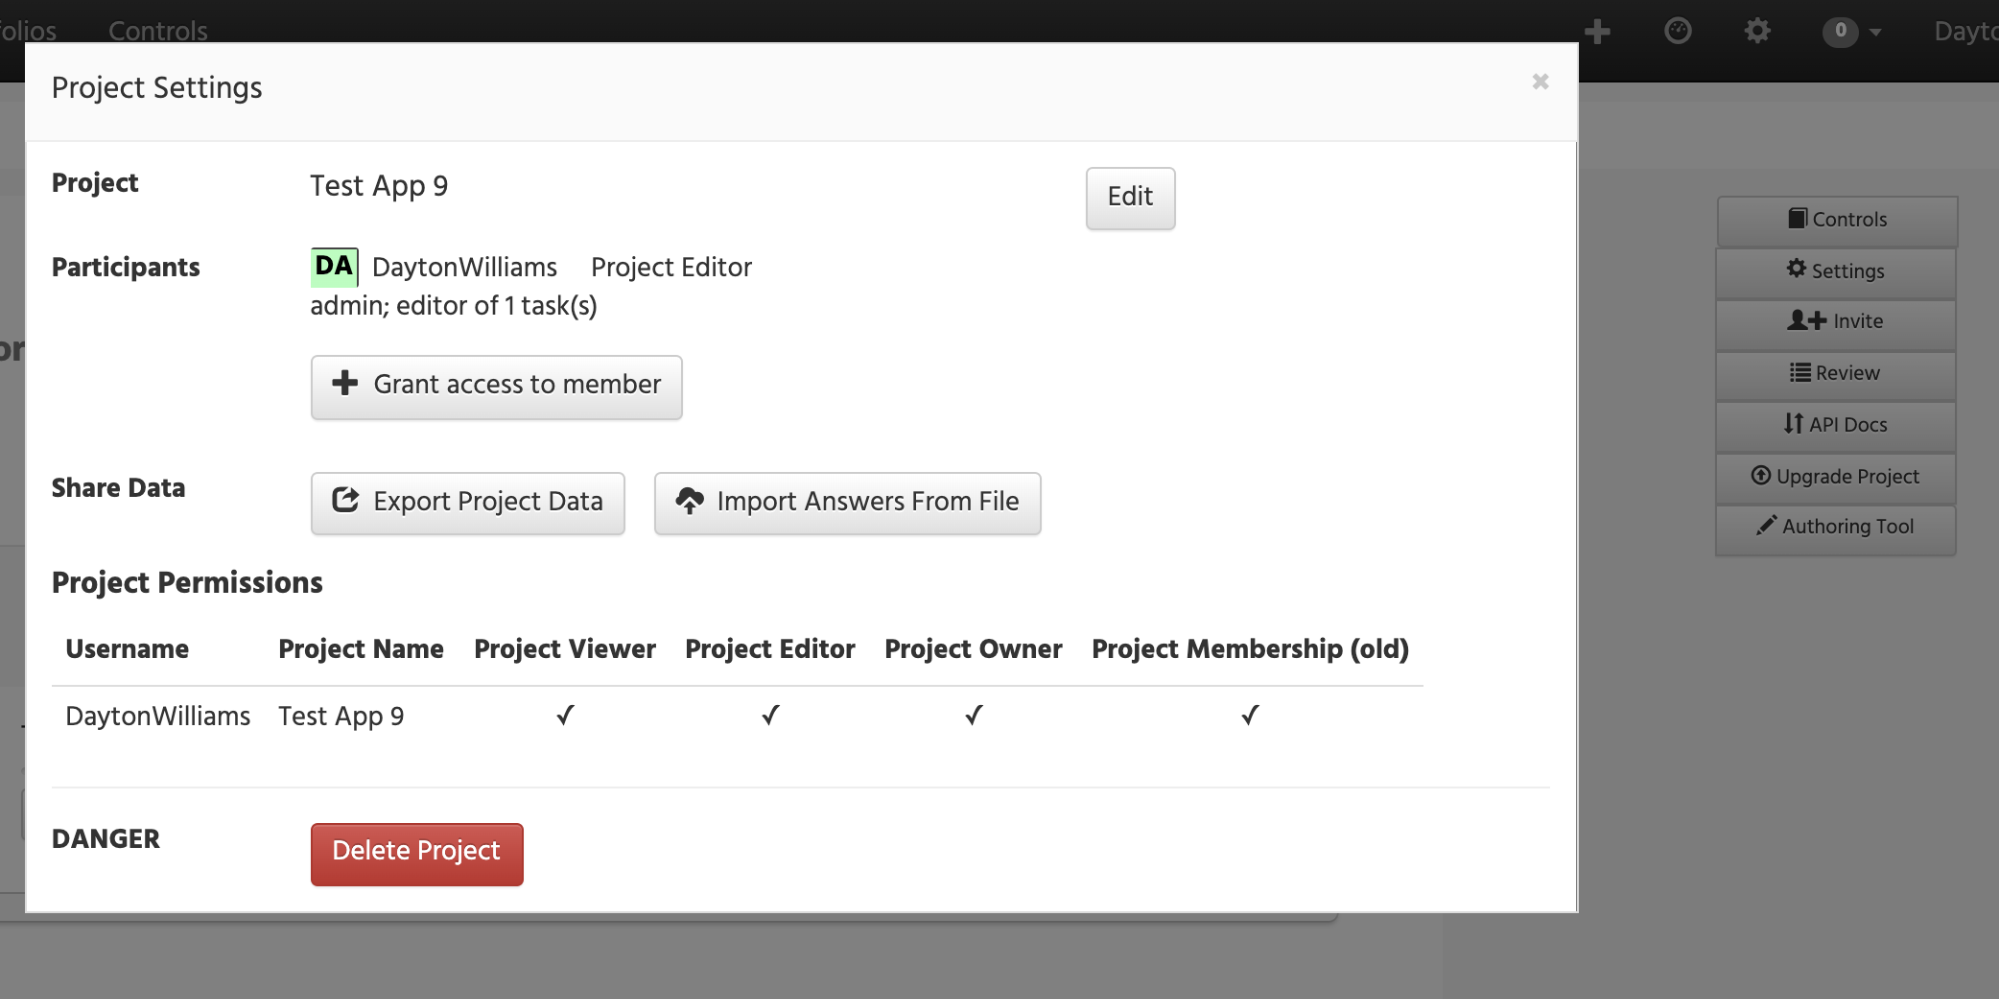 folios Controls 0
Project Settings
Project Test App 9 Edit
Participants DA DaytonWilliams Project Editor
admin; editor of 1 task(s)
Grant access to member
Share Data Export Project Data Import Answers From File
Project Permissions
Username Project Name Project Viewer Project Editor Project Owner Project Membership (old)
DaytonWilliams Test App 9 ✓ ✓ ✓ ✓
DANGER Delete Project
Controls
Settings
Invite
Review
API Docs
Upgrade Project
Authoring Tool